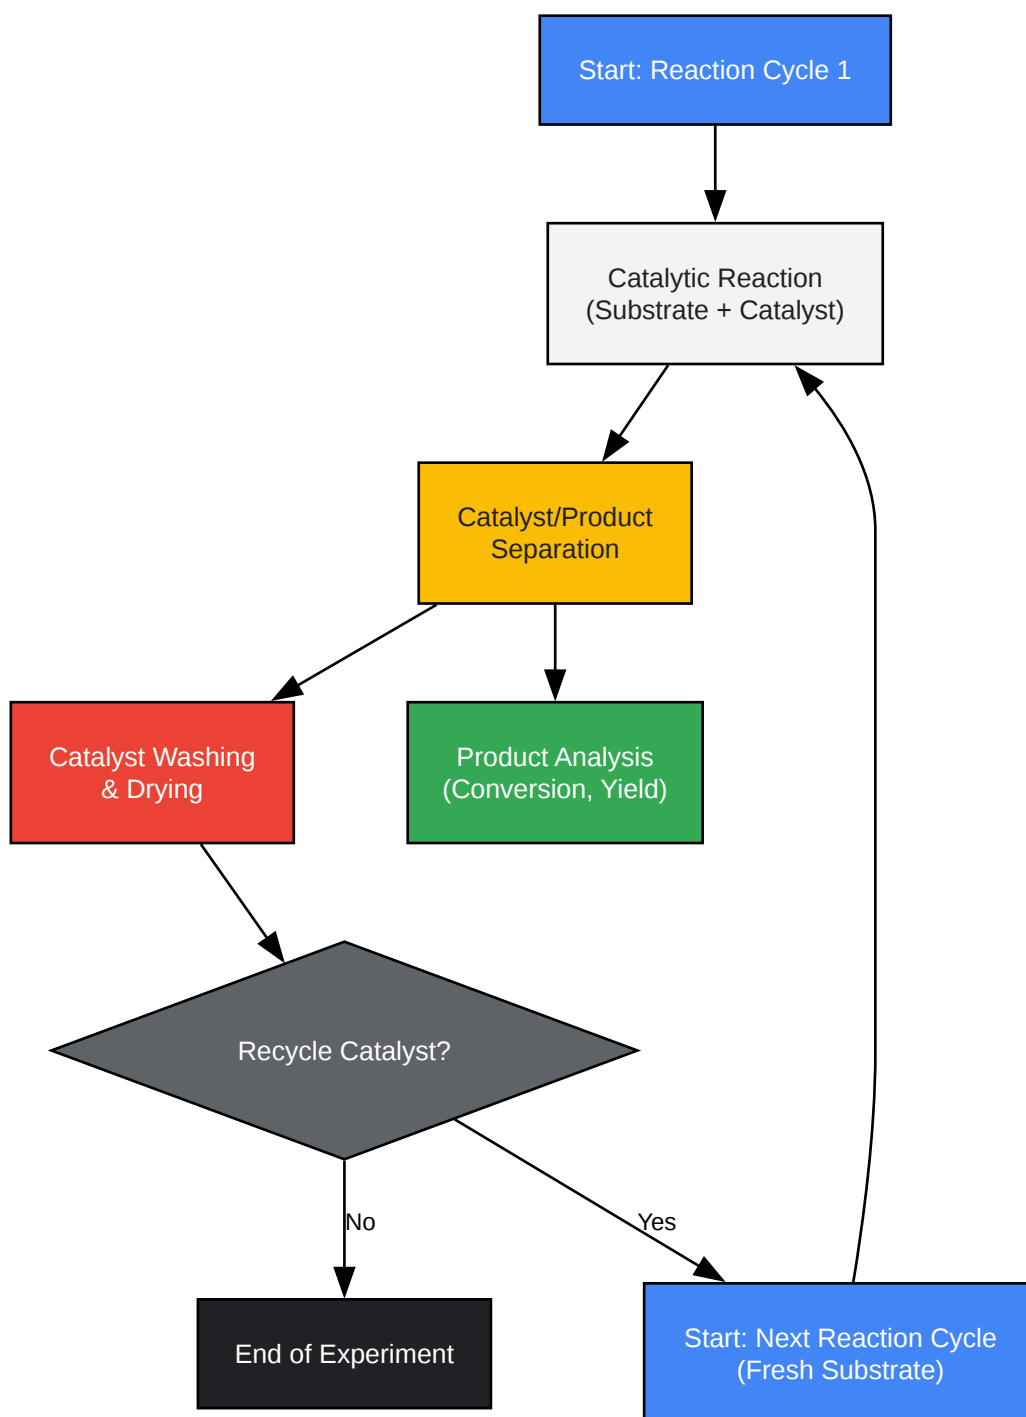 Start: Reaction Cycle 1
Catalytic Reaction
(Substrate + Catalyst)
Catalyst/Product
Separation
Catalyst Washing
& Drying
Product Analysis
(Conversion, Yield)
Recycle Catalyst?
No
Yes
End of Experiment
Start: Next Reaction Cycle
(Fresh Substrate)